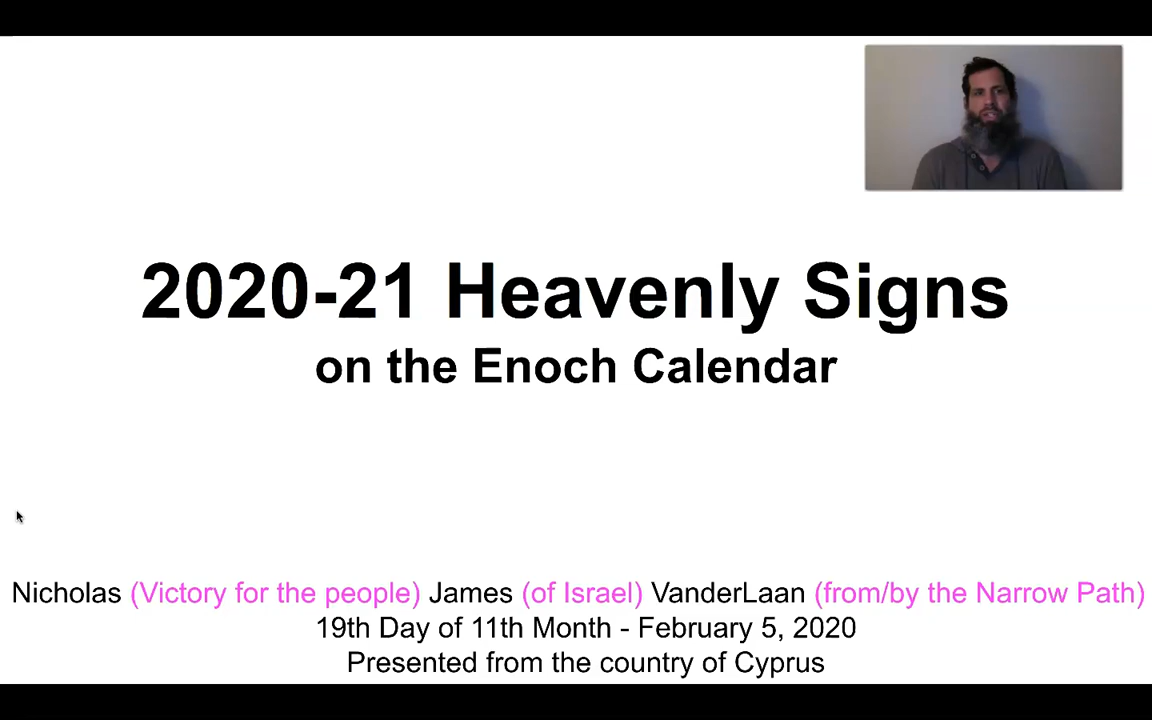 2020-21 Heavenly Signs
on the Enoch Calendar
Nicholas (Victory for the people) James (of Israel) VanderLaan (from/by the Narrow Path)
19th Day of 11th Month - February 5, 2020
Presented from the country of Cyprus